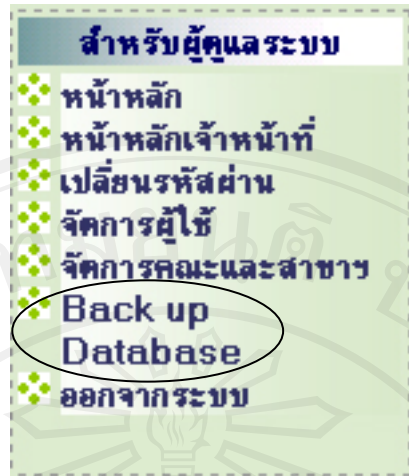 สำหรับผู้ดูแลระบบ
หน้าหลัก
หน้าหลักเจ้าหน้าที่
เปลี่ยนรหัสผ่าน
จัดการผู้ใช้
จัดการคณะและสาขาฯ
Back up
Database
ออกจากระบบ